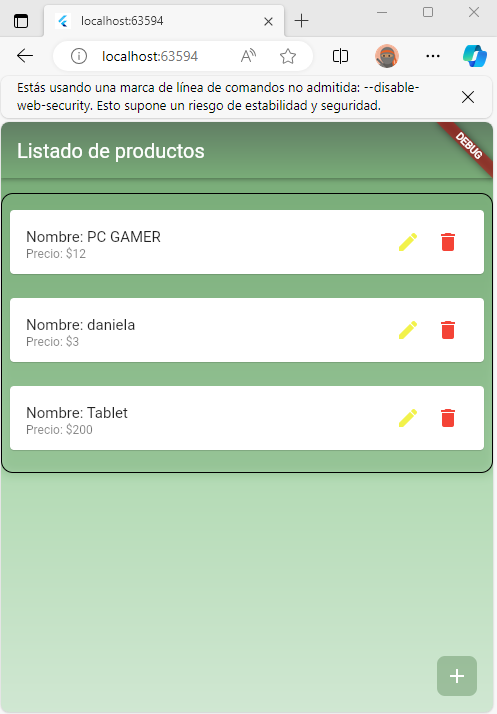 localhost:63594
localhost:63594
Estás usando una marca de línea de comandos no admitida: --disable-
web-security. Esto supone un riesgo de estabilidad y seguridad.
Listado de productos
DEBUG
Nombre: PC GAMER
Precio: $12
Nombre: daniela
Precio: $3
Nombre: Tablet
Precio: $200